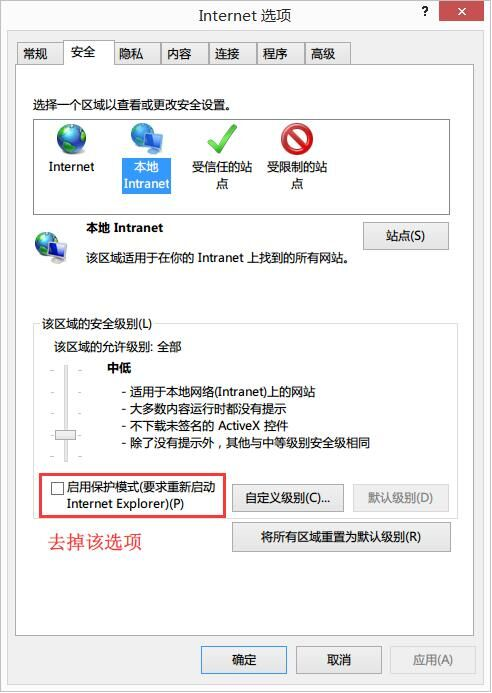 Internet 选项
?
常规 安全 隐私 内容 连接 程序 高级
选择一个区域以查看或更改安全设置。
Internet
本地
Intranet
受信任的站
点
受限制的站
点
本地 Intranet
站点(S)
该区域适用于在你的 Intranet 上找到的所有网站。
该区域的安全级别(L)
该区域的允许级别: 全部
中低
- 适用于本地网络(Intranet)上的网站
- 大多数内容运行时都没有提示
- 不下载未签名的 ActiveX 控件
- 除了没有提示外，其他与中等级别安全级相同
启用保护模式(要求重新启动
Internet Explorer)(P)
自定义级别(C)...
默认级别(D)
去掉该选项
将所有区域重置为默认级别(R)
确定 取消 应用(A)